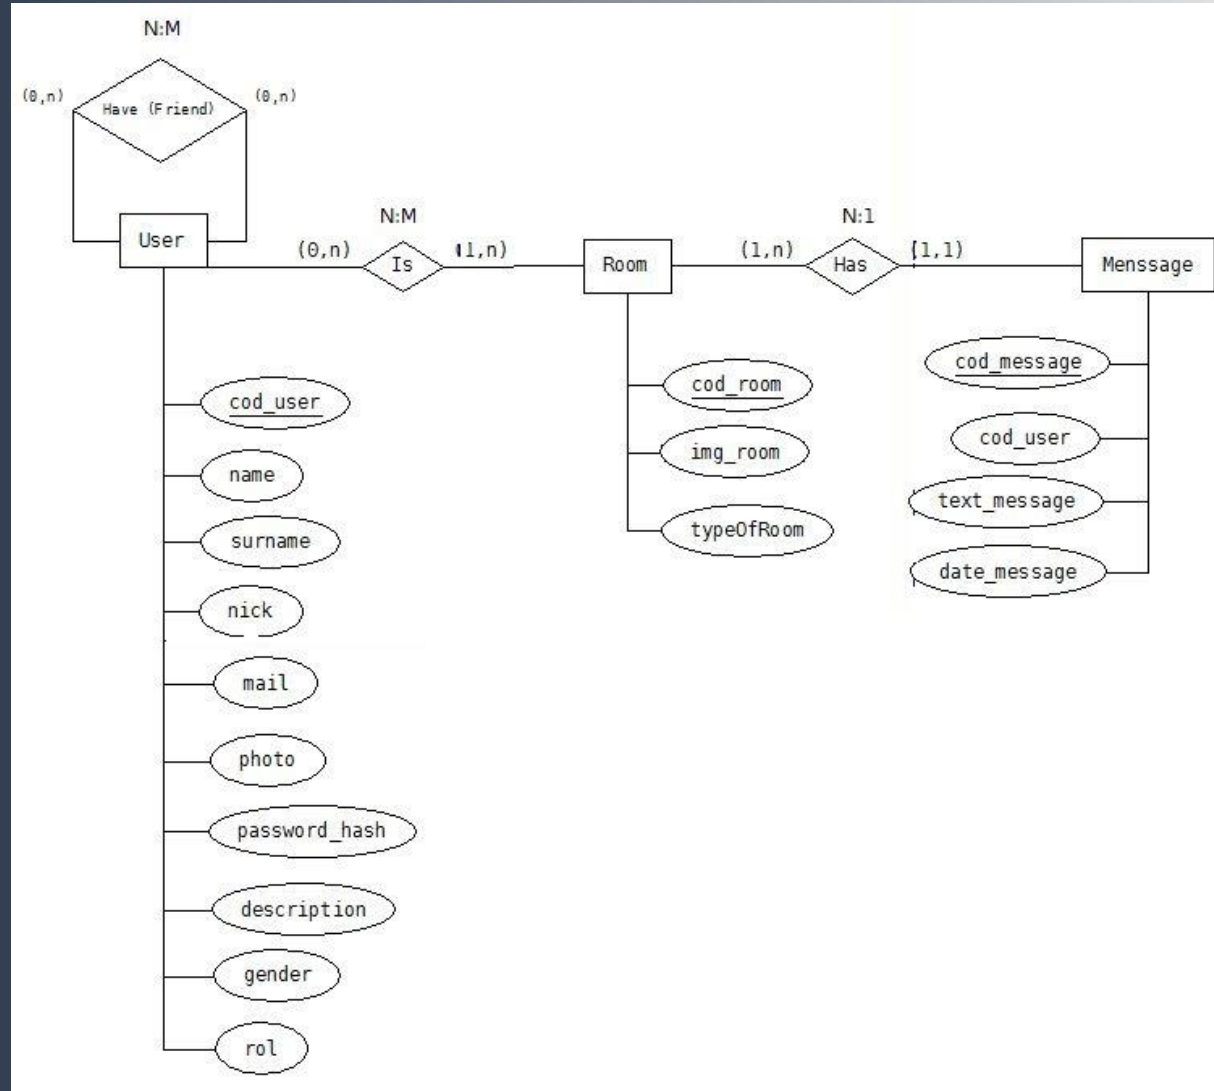 N:M
(0,n)
Have (Friend)
(0,n)
User
N:M
(0,n)
Is
(1,n)
Room
N:1
(1,n)
Has
(1,1)
Menssage
cod_user
name
surname
nick
mail
photo
password_hash
description
gender
rol
cod_room
img_room
typeOfRoom
cod_message
cod_user
text_message
date_message